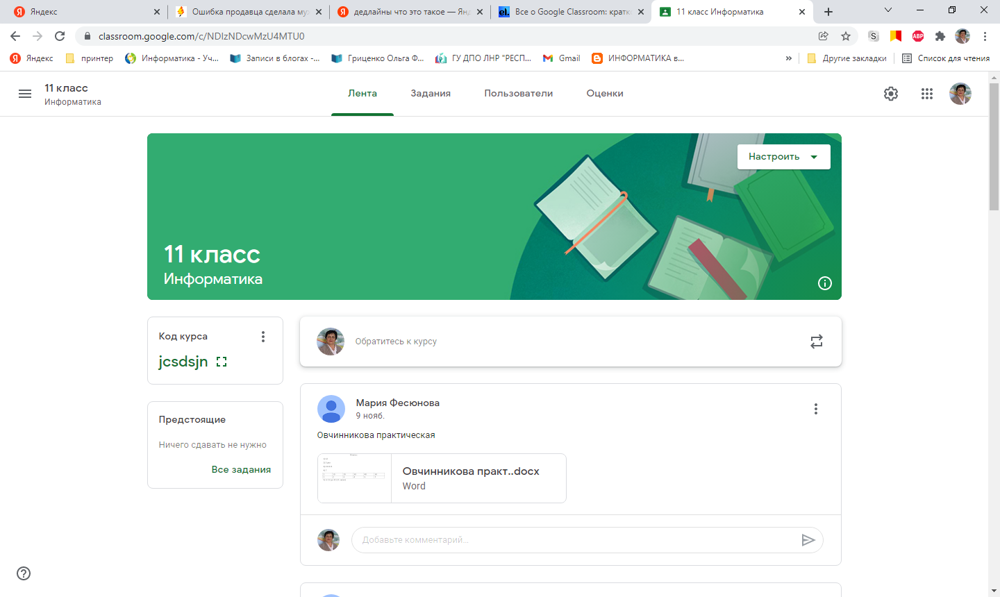 Яндекс
Ошибка продавца сделала му
дедлайны что это такое — Янд
Все о Google Classroom: кратк
11 класс Информатика
classroom.google.com/c/NDIzNDcwMzU4MTU0
S
ABP
Яндекс
принтер
Информатика - Уч...
Записи в блогах -...
Гриценко Ольга Ф...
ГУ ДПО ЛНР "РЕСП...
Gmail
ИНФОРМАТИКА в...
»
Другие закладки
Список для чтения
11 класс
Информатика
Лента
Задания
Пользователи
Оценки
Настроить
11 класс
Информатика
Код курса
jcsdsjn
Обратитесь к курсу
Предстоящие
Ничего сдавать не нужно
Все задания
Мария Фесюнова
9 нояб.
Овчинникова практическая
Овчинникова практ..docx
Word
Добавьте комментарий...